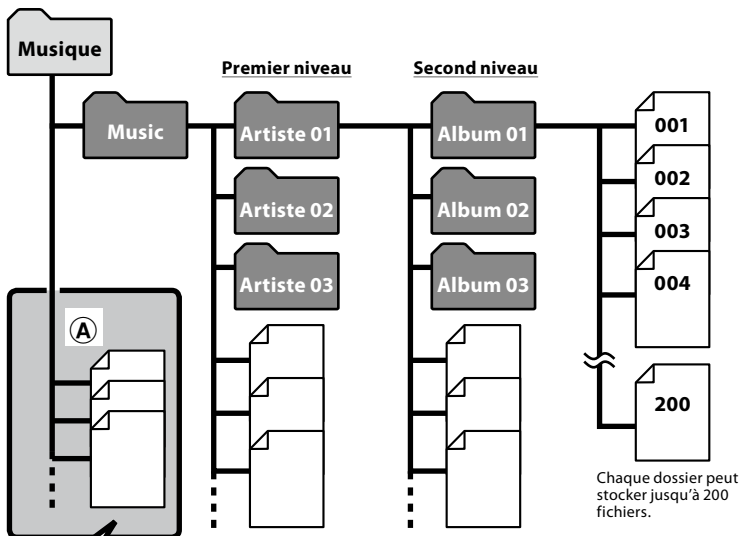 Musique
Premier niveau
Second niveau
Music
Artiste 01
Album 01
001
Artiste 02
Album 02
002
Artiste 03
Album 03
003
004
A
200
Chaque dossier peut
stocker jusqu'à 200
fichiers.